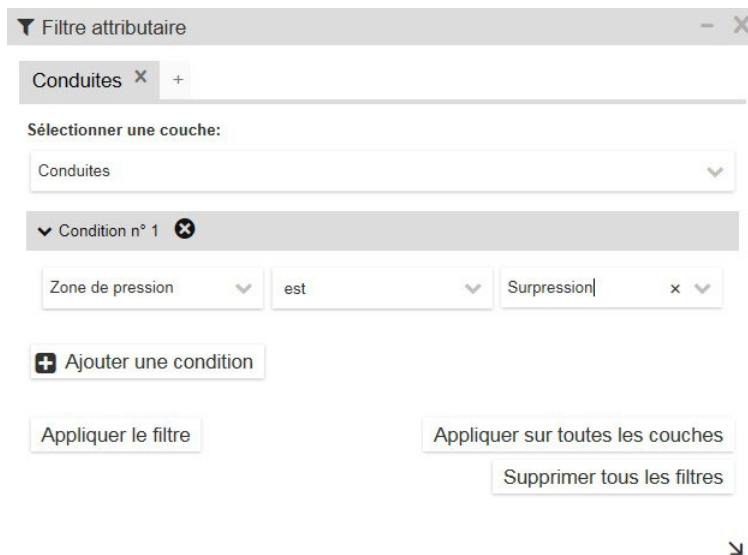 Filtre attributaire
Conduites × +
Sélectionner une couche:
Conduites
Condition n° 1
Zone de pression est Surpression ×
Ajouter une condition
Appliquer le filtre Appliquer sur toutes les couches
Supprimer tous les filtres